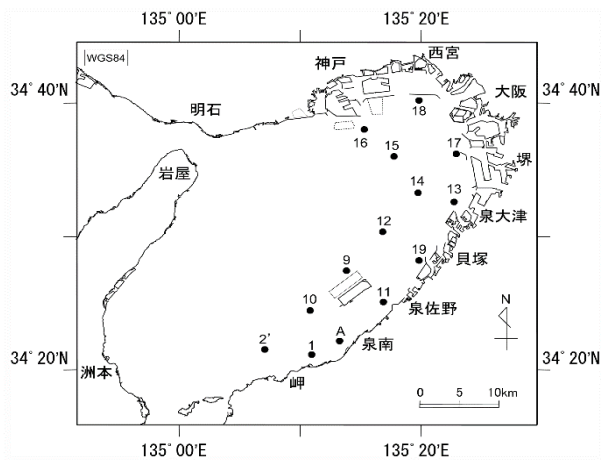 135° 00'E 135° 20'E
WGS84
34° 40'N 34° 40'N
神戸
西宮
大阪
明石
18
16
15
17
堺
岩屋
14
13
泉大津
12
19
貝塚
9
11
泉佐野
10
N
A
泉南
2'
1
34° 20'N 34° 20'N
洲本
岬
0 5 10km
135° 00'E 135° 20'E